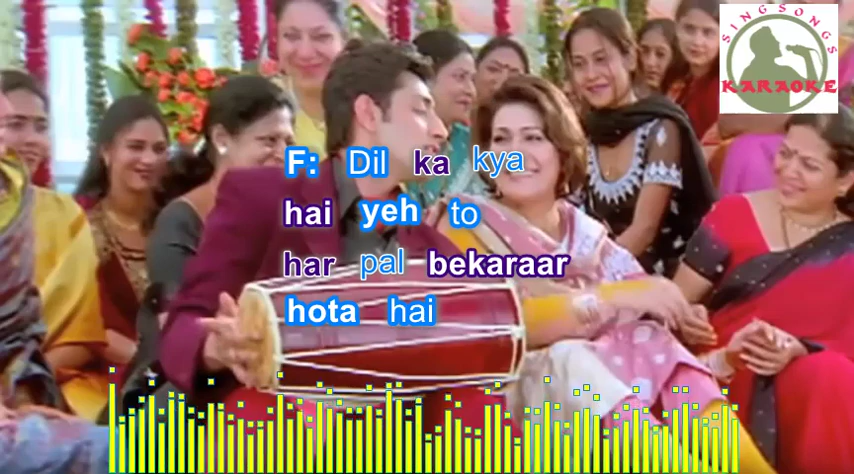 SINGSONGS
KARAOKE
F: Dil ka kya
hai yeh to
har pal bekaraar
hota hai